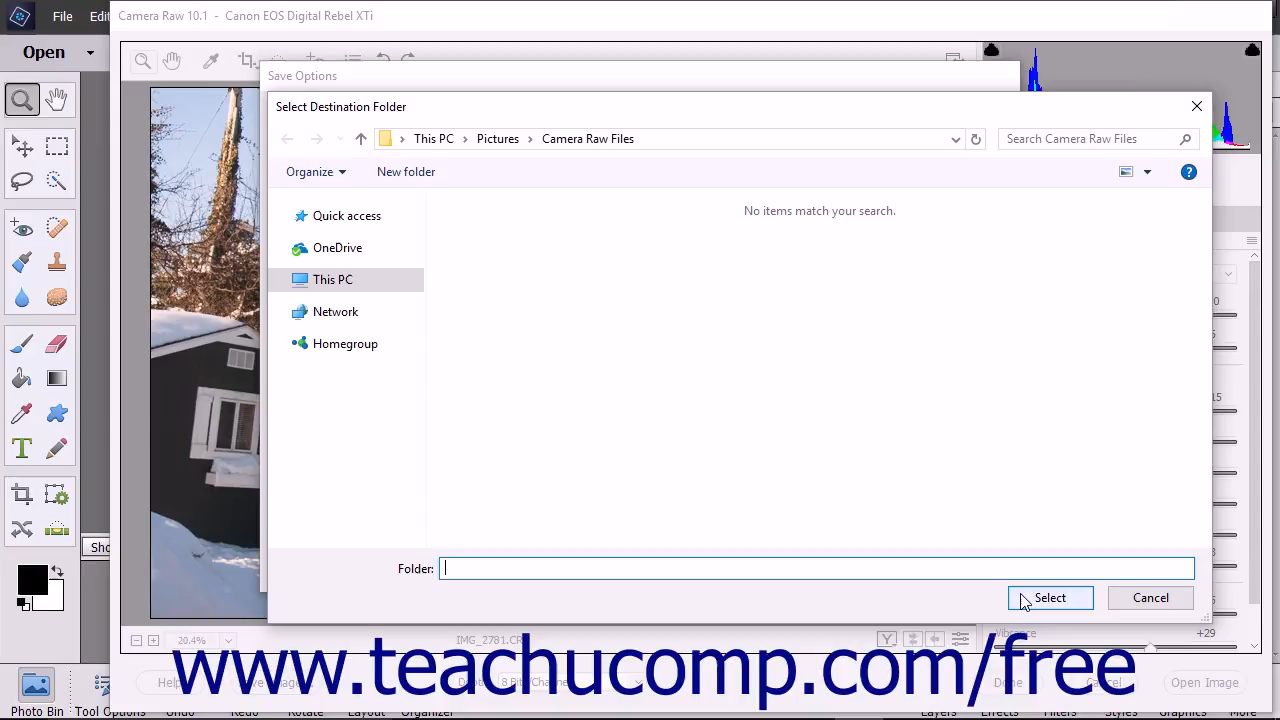 File
Camera Raw 10.1 - Canon EOS Digital Rebel XTi
Open
Save Options
Select Destination Folder
This PC > Pictures > Camera Raw Files
Search Camera Raw Files
Organize
New folder
No items match your search.
Quick access
OneDrive
This PC
Network
Homegroup
Folder:
Select
Cancel
20.4%
Vibrance
+29
www.teachucomp.com/free
Done
Cancel
Open Image
Photo Bin
Tool Options
Undo
Redo
Rotate
Layout
Organizer
Layers
Effects
Filters
Styles
Graphics
More